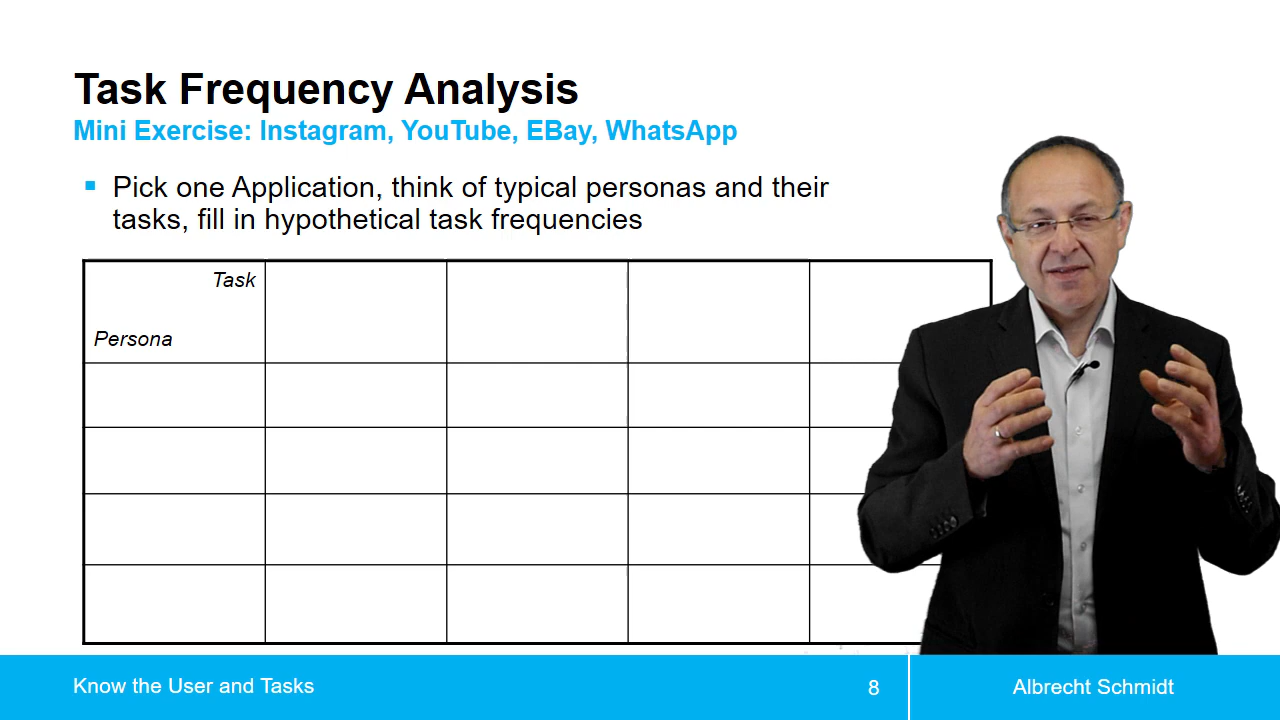 Task Frequency Analysis
Mini Exercise: Instagram, YouTube, EBay, WhatsApp
Pick one Application, think of typical personas and their
tasks, fill in hypothetical task frequencies
Task
Persona
Know the User and Tasks
8
Albrecht Schmidt